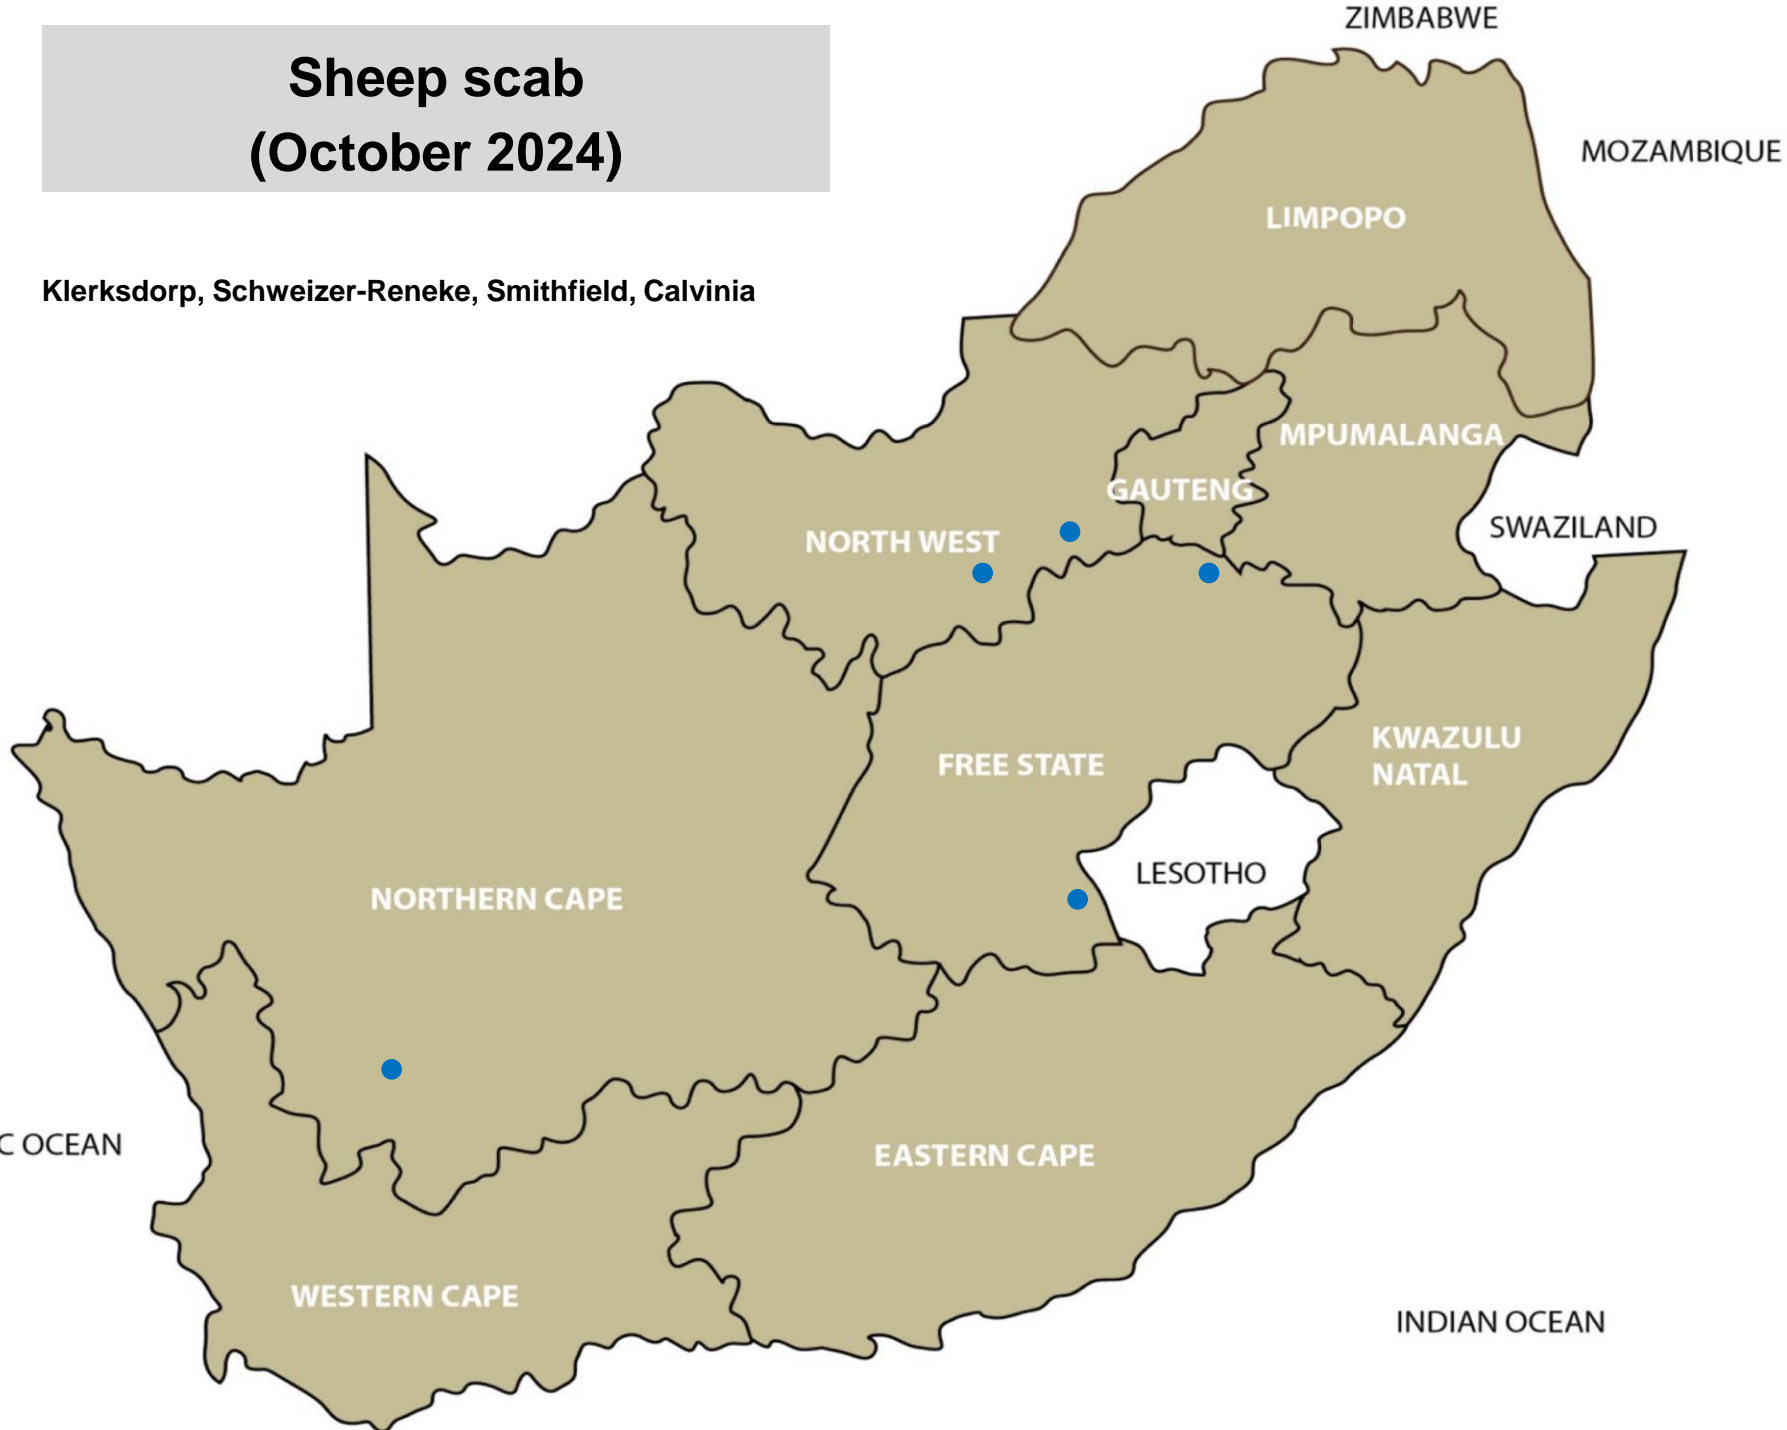 Sheep scab
(October 2024)
Klerksdorp, Schweizer-Reneke, Smithfield, Calvinia
ZIMBABWE
MOZAMBIQUE
LIMPOPO
MPUMALANGA
GAUTENG
SWAZILAND
NORTH WEST
KWAZULU
NATAL
FREE STATE
LESOTHO
NORTHERN CAPE
C OCEAN
EASTERN CAPE
WESTERN CAPE
INDIAN OCEAN